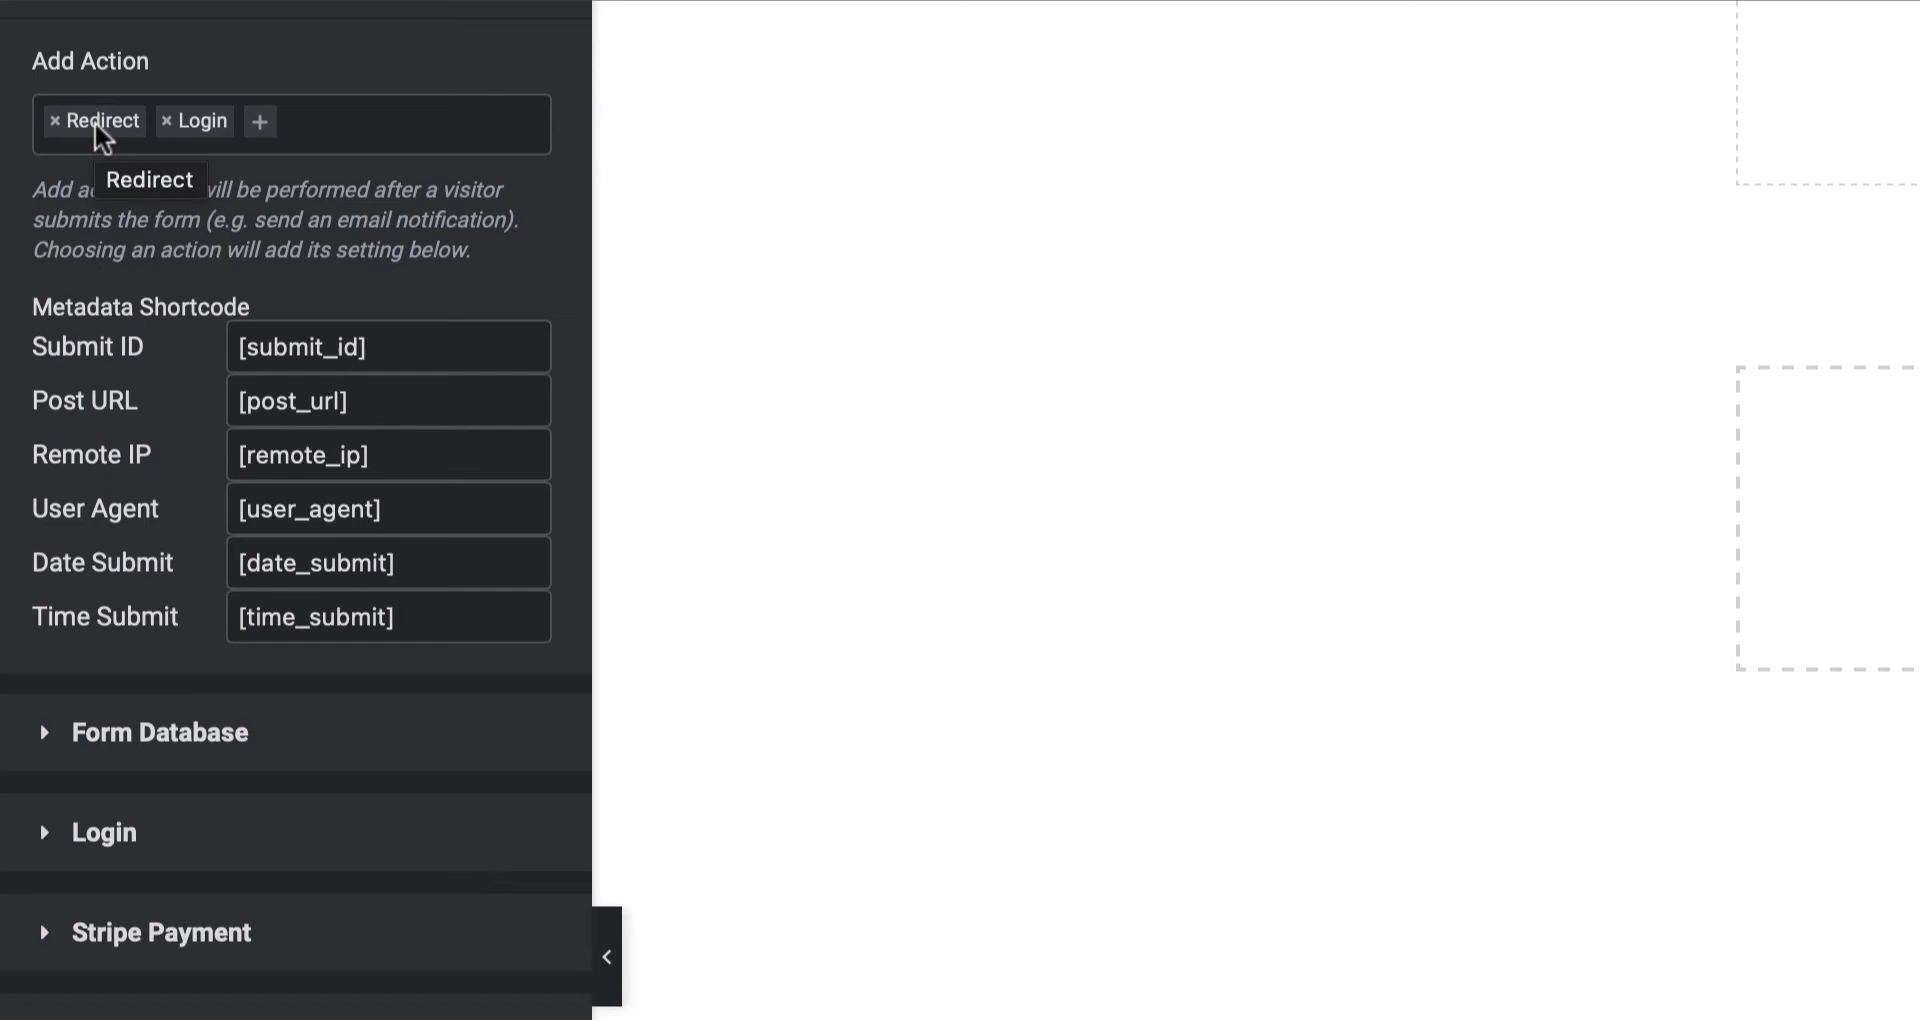 Add Action
× Redirect × Login +
Redirect
Add a will be performed after a visitor
submits the form (e.g. send an email notification).
Choosing an action will add its setting below.
Metadata Shortcode
Submit ID [submit_id]
Post URL [post_url]
Remote IP [remote_ip]
User Agent [user_agent]
Date Submit [date_submit]
Time Submit [time_submit]
Form Database
Login
Stripe Payment